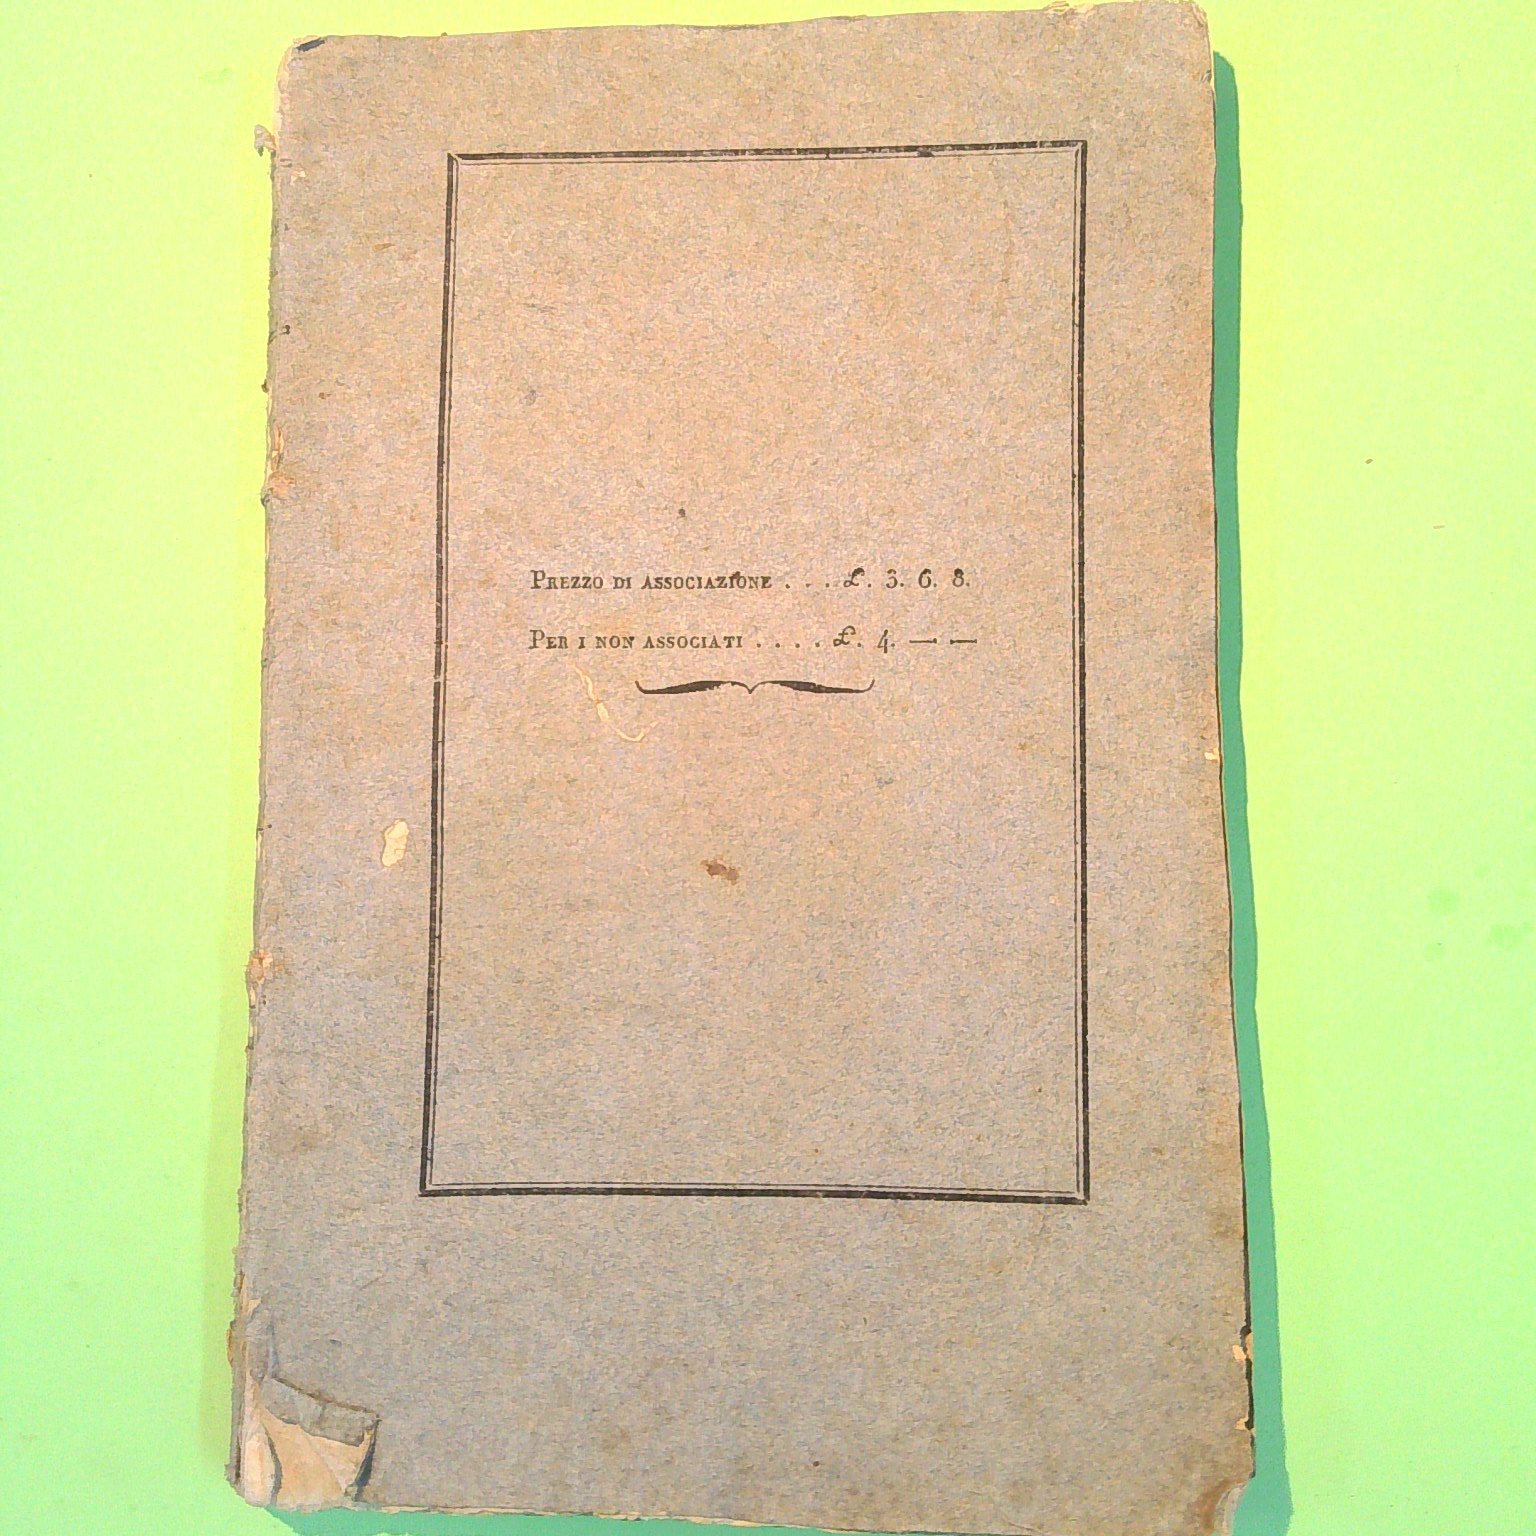 Prezzo di associazione . . . £. 3. 6. 8.
Per i non associati . . . . £. 4. — —